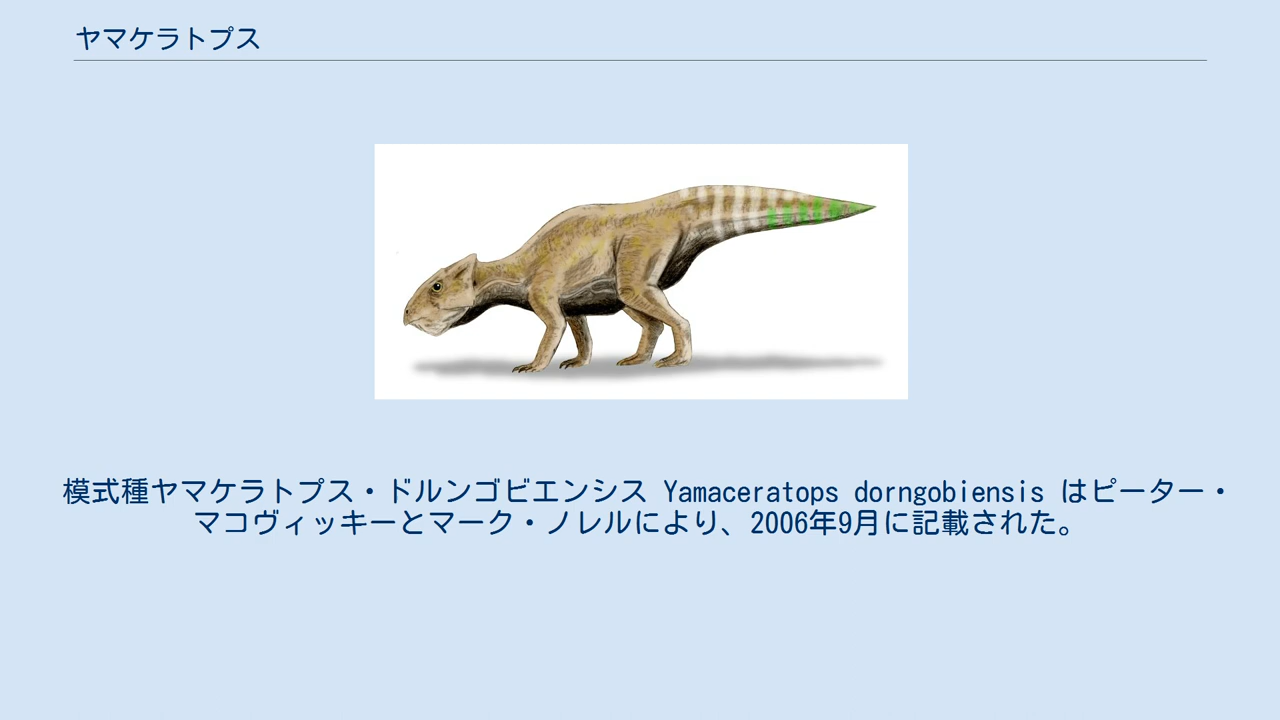 ヤマケラトプス
模式種ヤマケラトプス・ドルンゴビエンシス Yamaceratops dorngobiensis はピーター・
マコヴィッキーとマーク・ノレルにより、2006年9月に記載された。